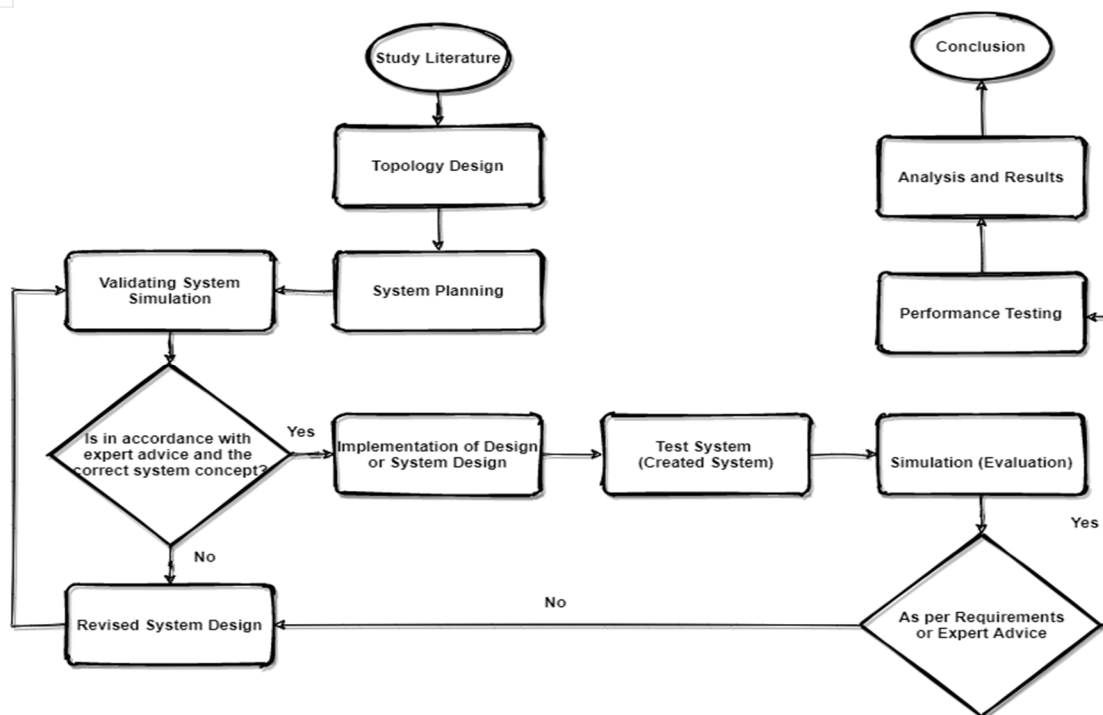 Study Literature
Topology Design
System Planning
Validating System
Simulation
Is in accordance with
expert advice and the
correct system concept?
Yes
No
Implementation of Design
or System Design
Test System
(Created System)
Simulation (Evaluation)
As per Requirements
or Expert Advice
Yes
No
Revised System Design
Performance Testing
Analysis and Results
Conclusion